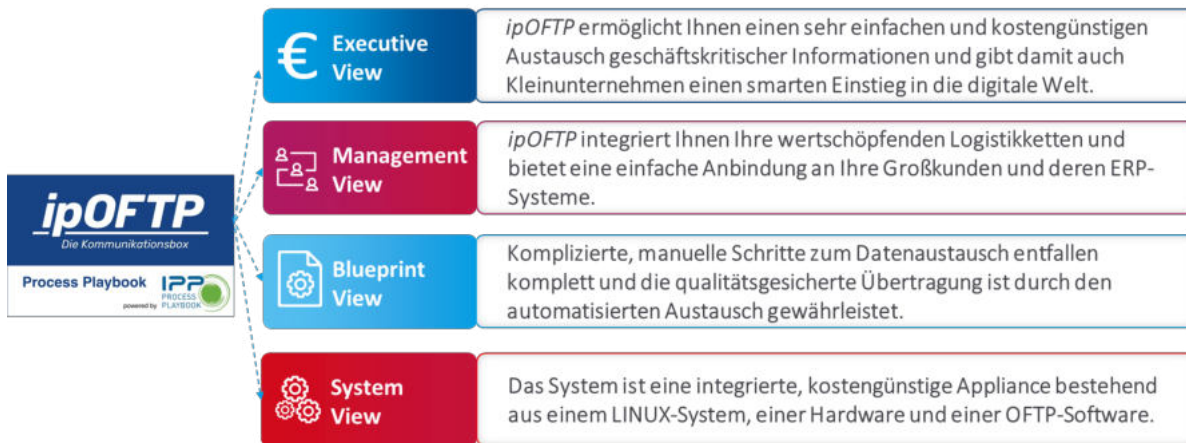 ipOFTP
Die Kommunikationsbox
Process Playbook
powered by
IPP
PROCESS
PLAYBOOK
€
Executive
View
ipOFTP ermöglicht Ihnen einen sehr einfachen und kostengünstigen
Austausch geschäftskritischer Informationen und gibt damit auch
Kleinunternehmen einen smarten Einstieg in die digitale Welt.
Management
View
ipOFTP integriert Ihnen Ihre wertschöpfenden Logistikketten und
bietet eine einfache Anbindung an Ihre Großkunden und deren ERP-
Systeme.
Blueprint
View
Komplizierte, manuelle Schritte zum Datenaustausch entfallen
komplett und die qualitätsgesicherte Übertragung ist durch den
automatisierten Austausch gewährleistet.
System
View
Das System ist eine integrierte, kostengünstige Appliance bestehend
aus einem LINUX-System, einer Hardware und einer OFTP-Software.